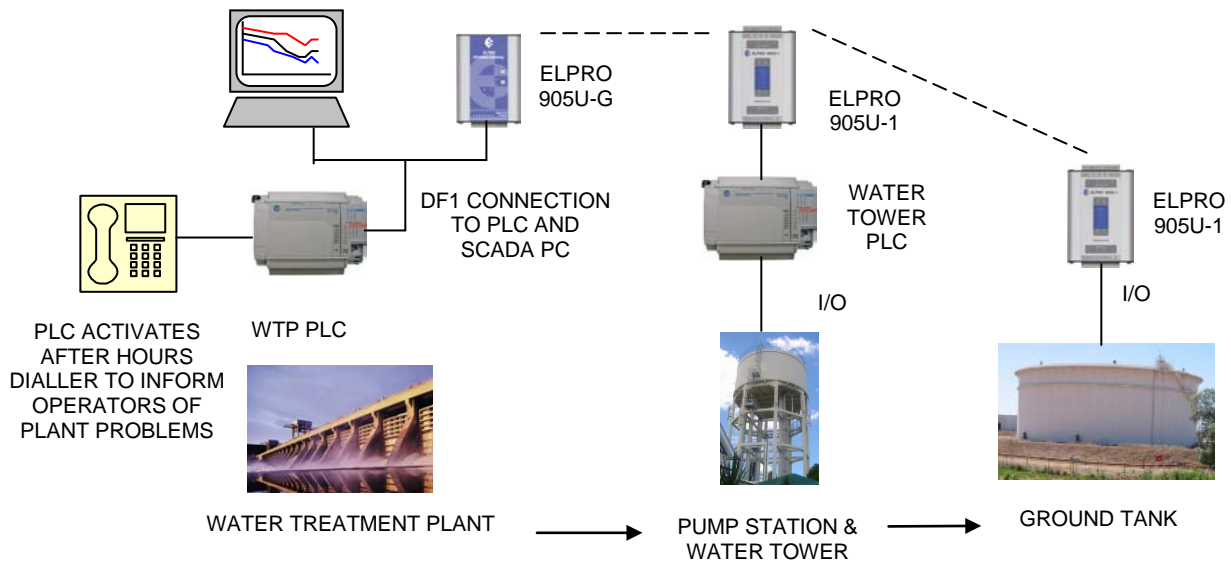 ELPRO
905U-G
ELPRO
905U-1
ELPRO
905U-1
DF1 CONNECTION
TO PLC AND
SCADA PC
WATER
TOWER
PLC
I/O
I/O
PLC ACTIVATES
AFTER HOURS
DIALLER TO INFORM
OPERATORS OF
PLANT PROBLEMS
WTP PLC
WATER TREATMENT PLANT
PUMP STATION &
WATER TOWER
GROUND TANK